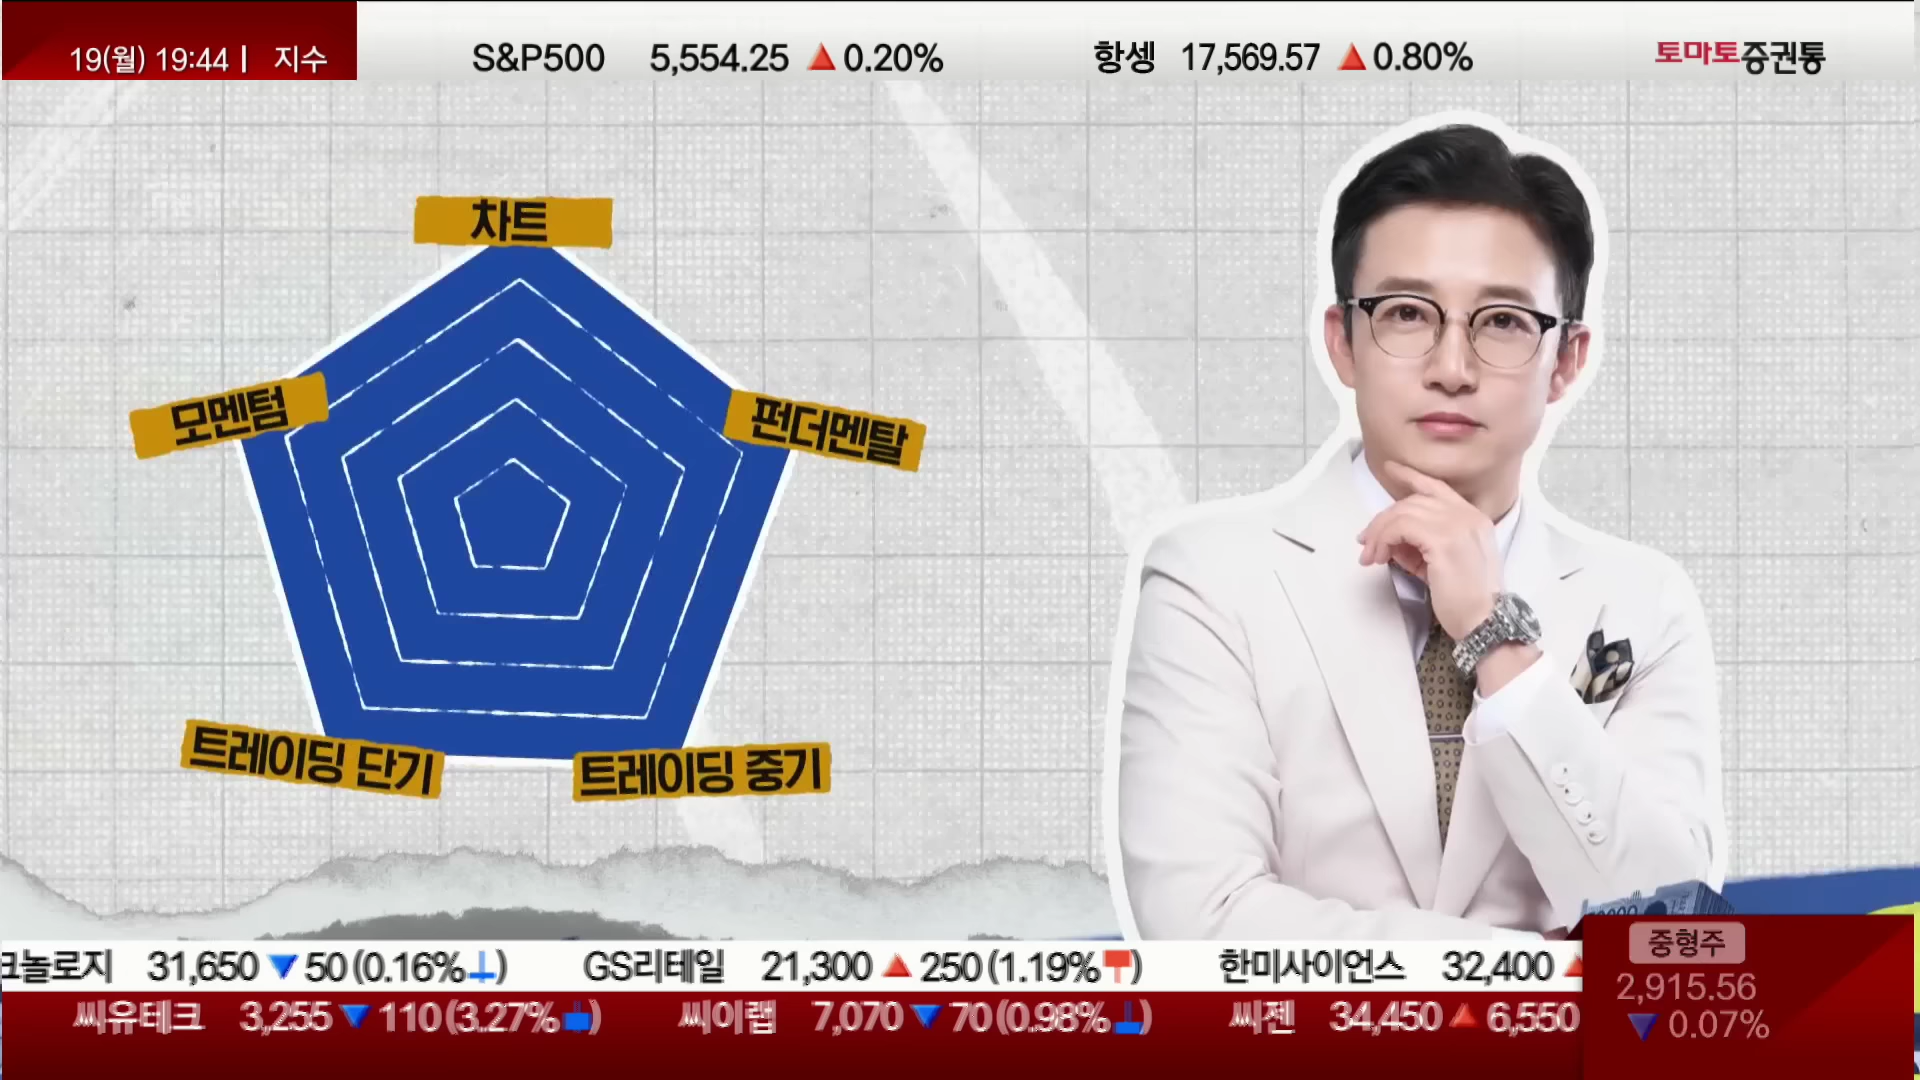 19(월) 19:44 | 지수 S&P500 5,554.25 ▲ 0.20% 항셍 17,569.57 ▲ 0.80% 토마토증권통
차트
모멘텀
펀더멘탈
트레이딩 단기
트레이딩 중기
크놀로지 31,650 ▼ 50 (0.16%) GS리테일 21,300 ▲ 250 (1.19%) 한미사이언스 32,400 ▲
씨유테크 3,255 ▼ 110 (3.27%) 씨이랩 7,070 ▼ 70 (0.98%) 씨젠 34,450 ▲ 6,550
중형주
2,915.56
▼ 0.07%